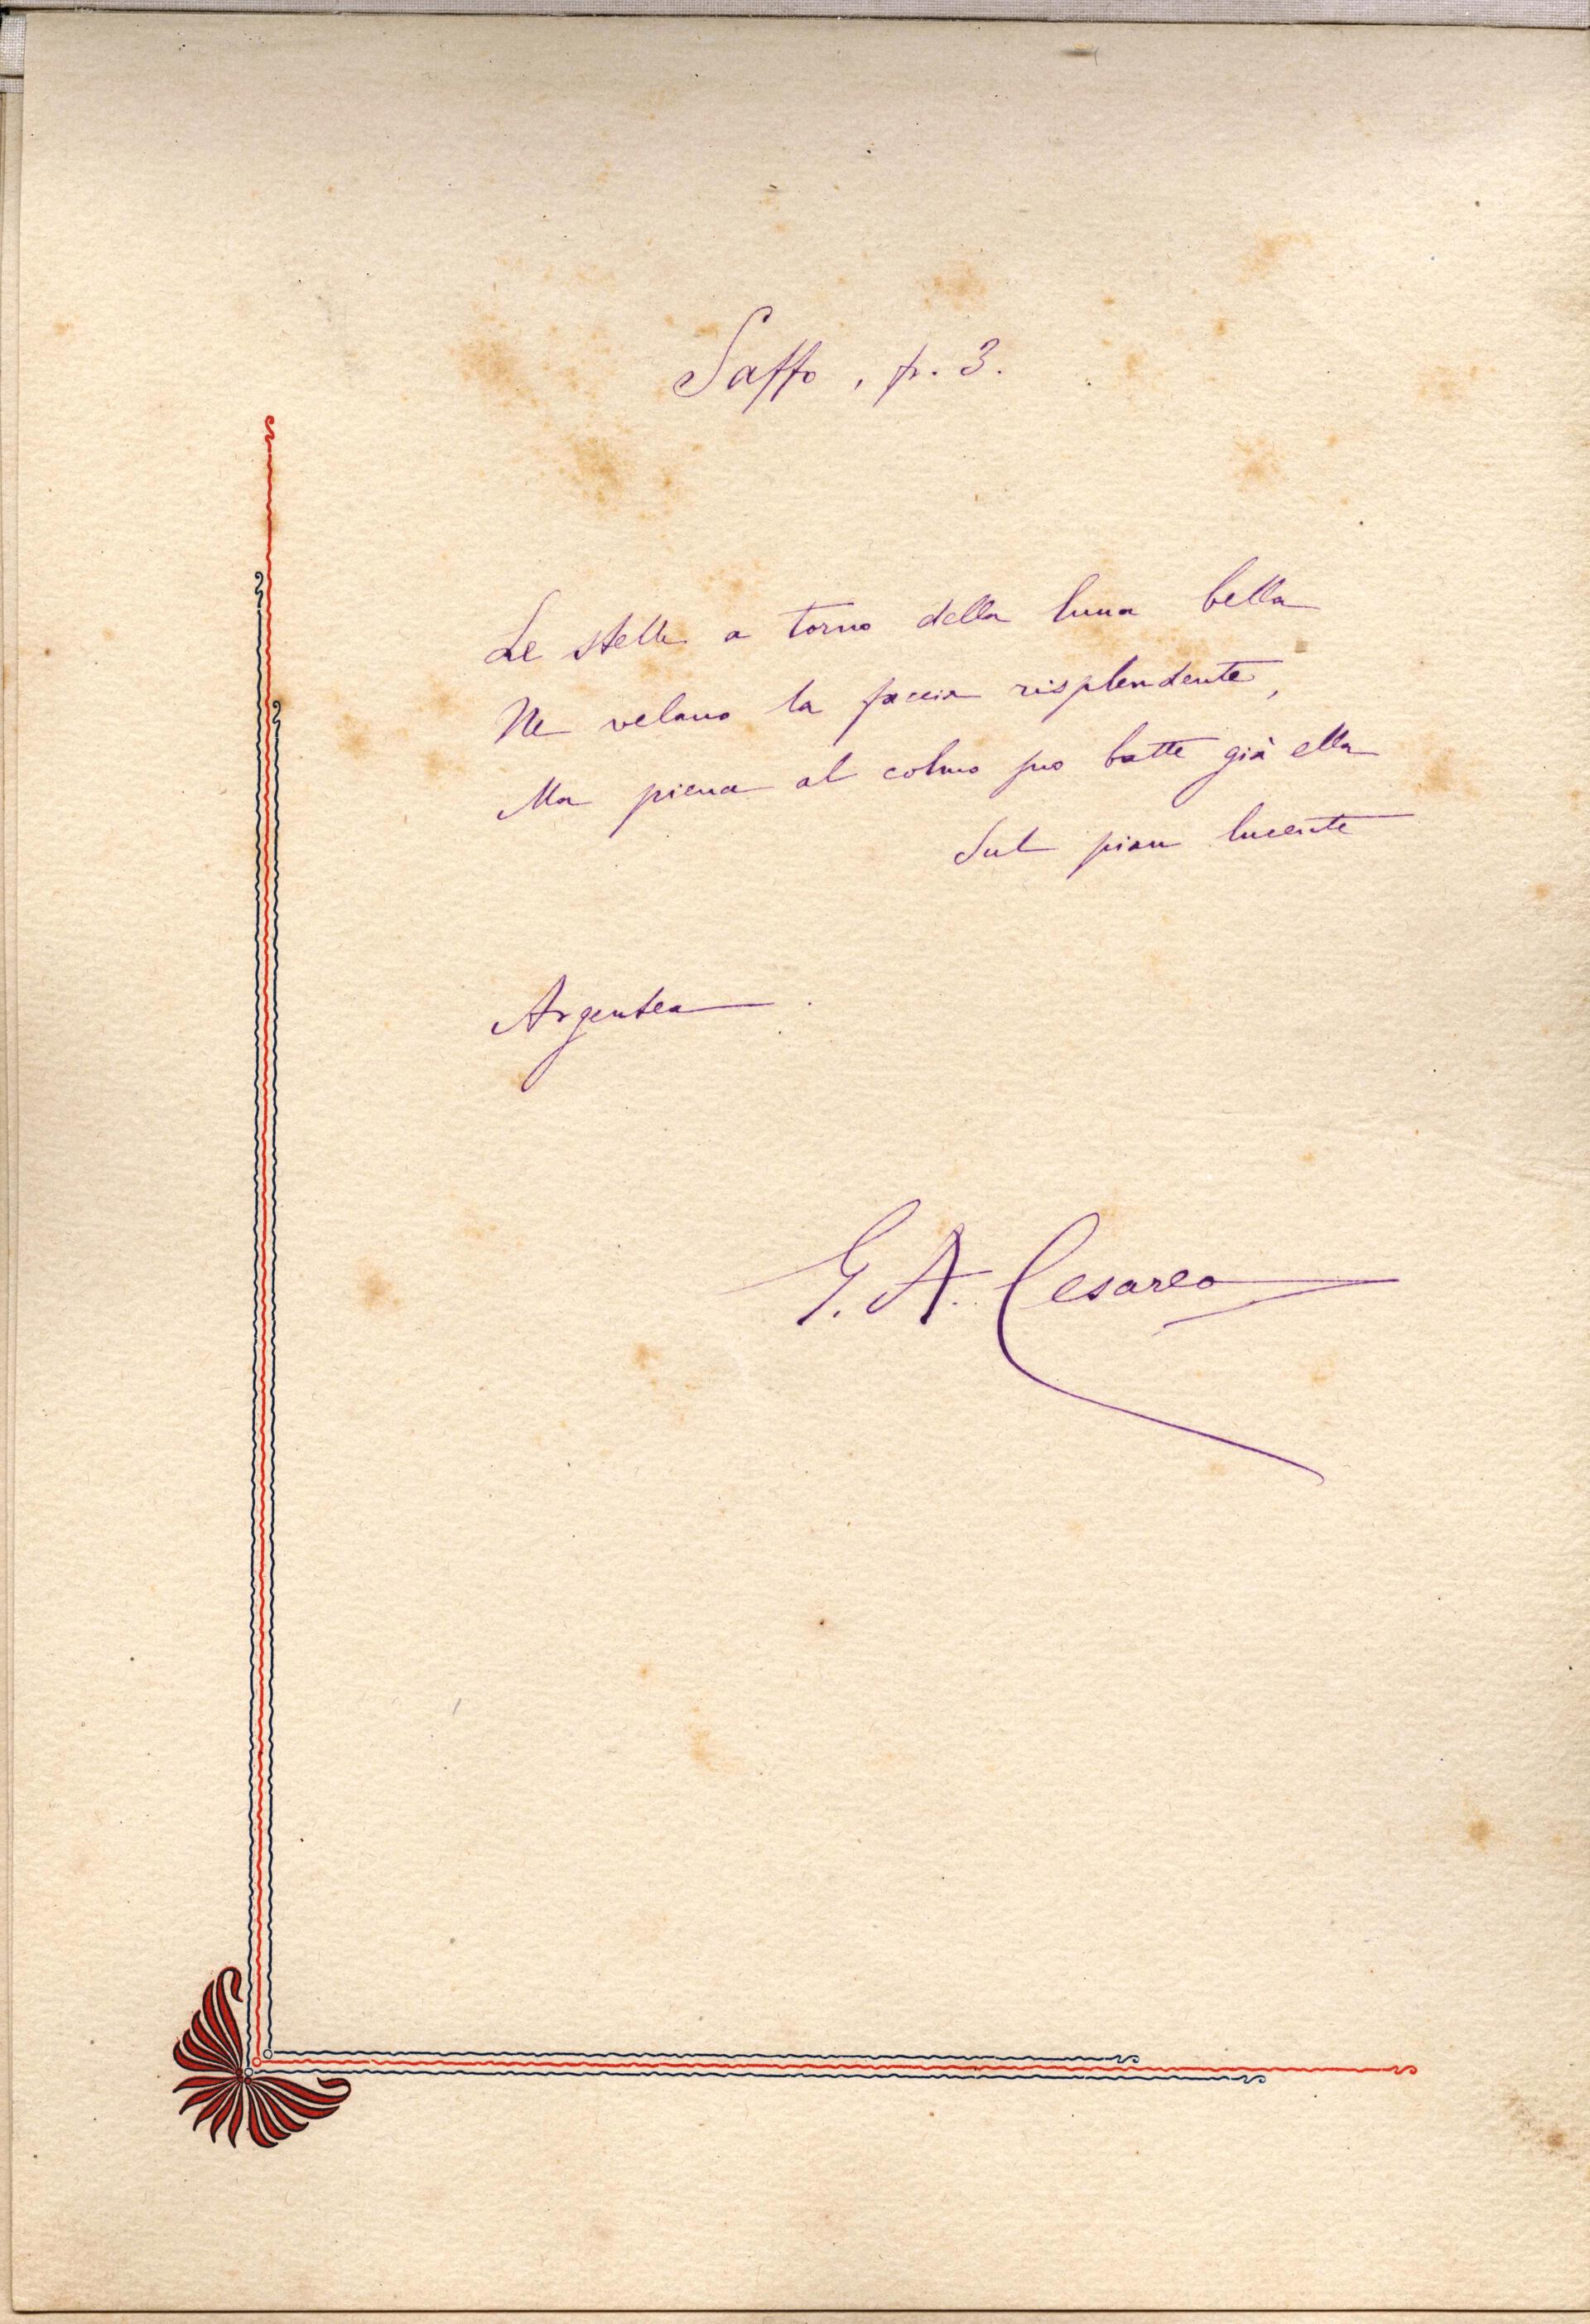 Saffo, fr. 3.
Le stelle a torno della luna bella
Ne velano la faccia risplendente,
Ma piena al colmo suo batte già ella
Sul pian lucente
Argentea.
G. A. Cesareo